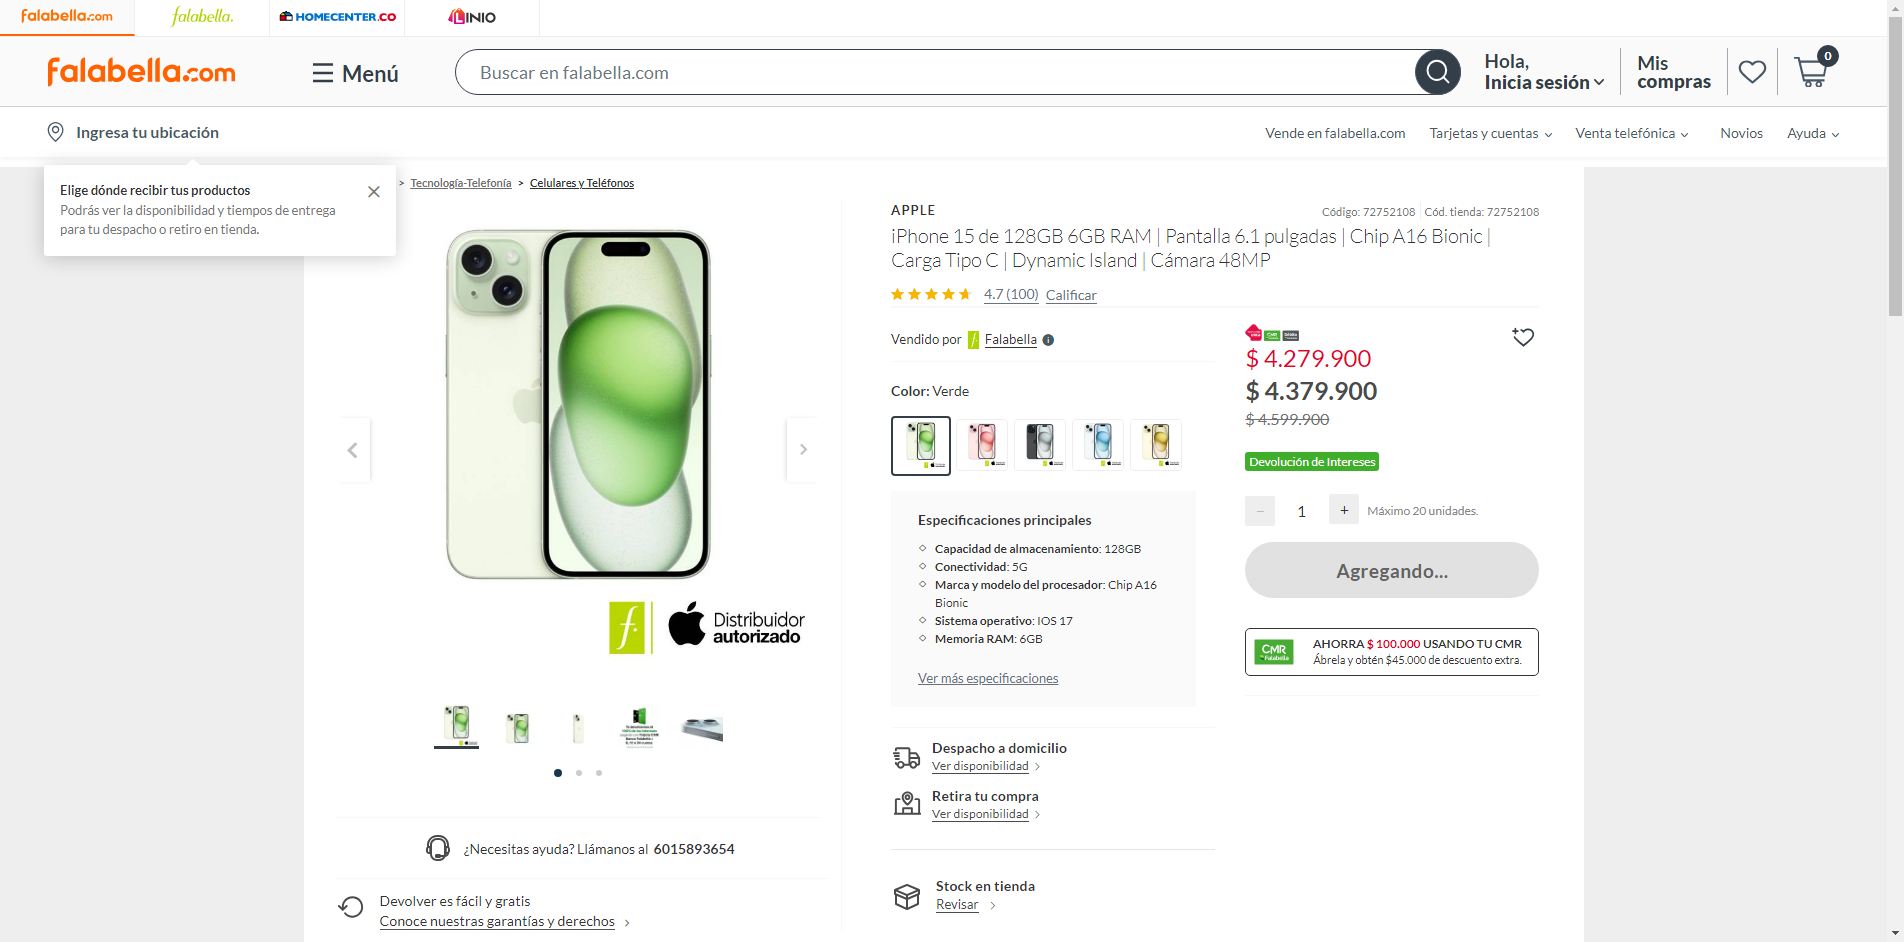 falabella.com
falabella.
HOMECENTER.CO
LINIO
falabella.com
Menú
Buscar en falabella.com
Hola,
Inicia sesión
Mis
compras
0
Ingresa tu ubicación
Vende en falabella.com
Tarjetas y cuentas
Venta telefónica
Novios
Ayuda
Elige dónde recibir tus productos
Podrás ver la disponibilidad y tiempos de entrega
para tu despacho o retiro en tienda.
> Tecnología-Telefonía > Celulares y Teléfonos
APPLE
Código: 72752108 Cód. tienda: 72752108
iPhone 15 de 128GB 6GB RAM | Pantalla 6.1 pulgadas | Chip A16 Bionic |
Carga Tipo C | Dynamic Island | Cámara 48MP
4.7 (100) Calificar
Vendido por f. Falabella
Color: Verde
$ 4.279.900
$ 4.379.900
$ 4.599.900
Devolución de Intereses
− 1 + Máximo 20 unidades.
Agregando...
CMR
Falabella
AHORRA $ 100.000 USANDO TU CMR
Ábrela y obtén $45.000 de descuento extra.
Especificaciones principales
Capacidad de almacenamiento: 128GB
Conectividad: 5G
Marca y modelo del procesador: Chip A16
Bionic
Sistema operativo: IOS 17
Memoria RAM: 6GB
Ver más especificaciones
f.
Distribuidor
autorizado
Despacho a domicilio
Ver disponibilidad
Retira tu compra
Ver disponibilidad
Stock en tienda
Revisar
¿Necesitas ayuda? Llámanos al 6015893654
Devolver es fácil y gratis
Conoce nuestras garantías y derechos